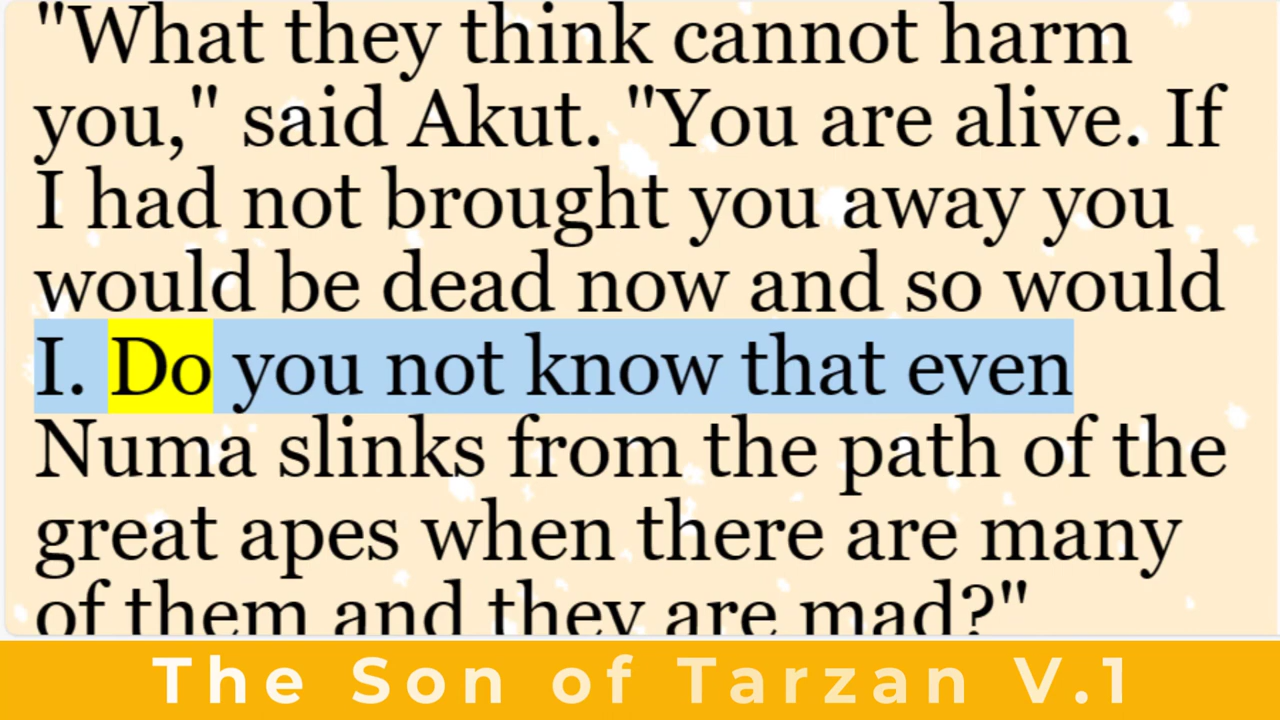 "What they think cannot harm
you," said Akut. "You are alive. If
I had not brought you away you
would be dead now and so would
I. Do you not know that even
Numa slinks from the path of the
great apes when there are many
of them and they are mad?"
The Son of Tarzan V.1